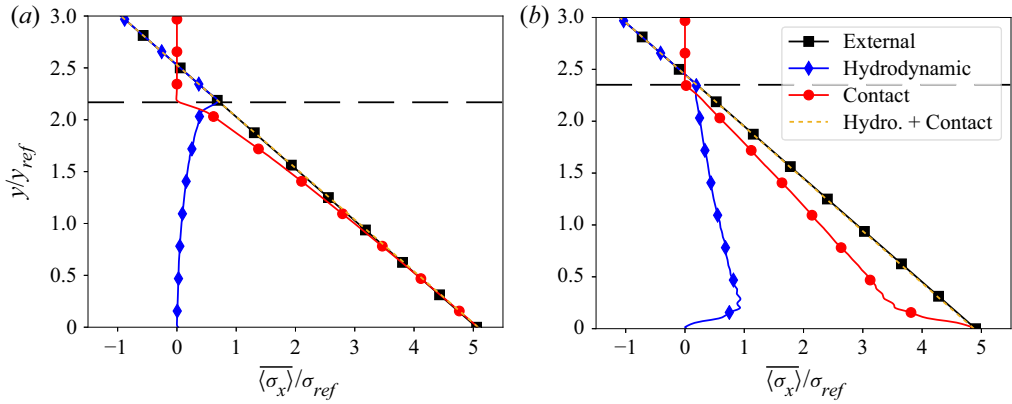 (a)
3.0
2.5
2.0
1.5
1.0
0.5
0
y/y_ref
−1 0 1 2 3 4 5
⟨σ_x⟩/σ_ref
(b)
3.0
2.5
2.0
1.5
1.0
0.5
0
External
Hydrodynamic
Contact
Hydro. + Contact
−1 0 1 2 3 4 5
⟨σ_x⟩/σ_ref